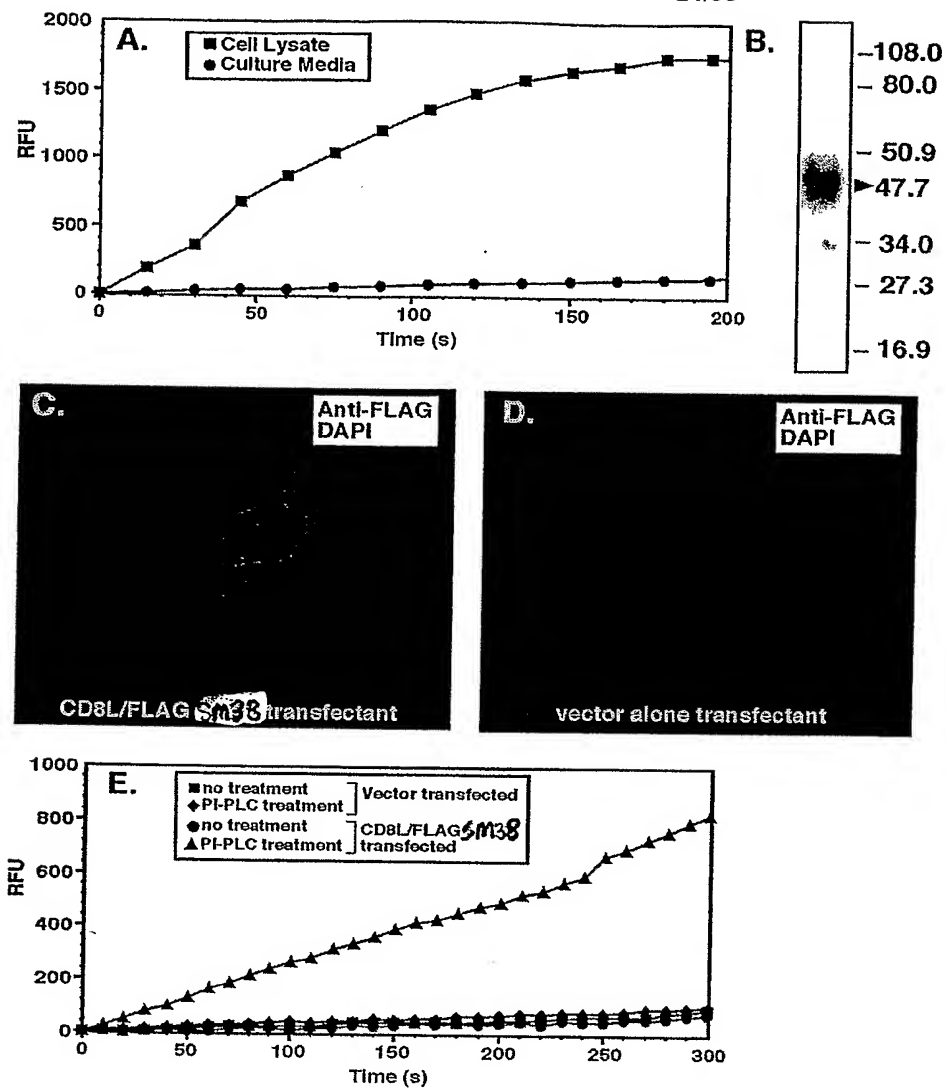 A.
2000
1500
1000
500
0
RFU
Cell Lysate
Culture Media
50
100
150
200
Time (s)
B.
108.0
80.0
50.9
47.7
34.0
27.3
16.9
C.
Anti-FLAG
DAPI
CD8L/FLAG SM38 transfectant
D.
Anti-FLAG
DAPI
vector alone transfectant
E.
1000
800
600
400
200
0
RFU
no treatment
PI-PLC treatment
Vector transfected
no treatment
PI-PLC treatment
CD8L/FLAG SM38
transfected
0
50
100
150
200
250
300
Time (s)